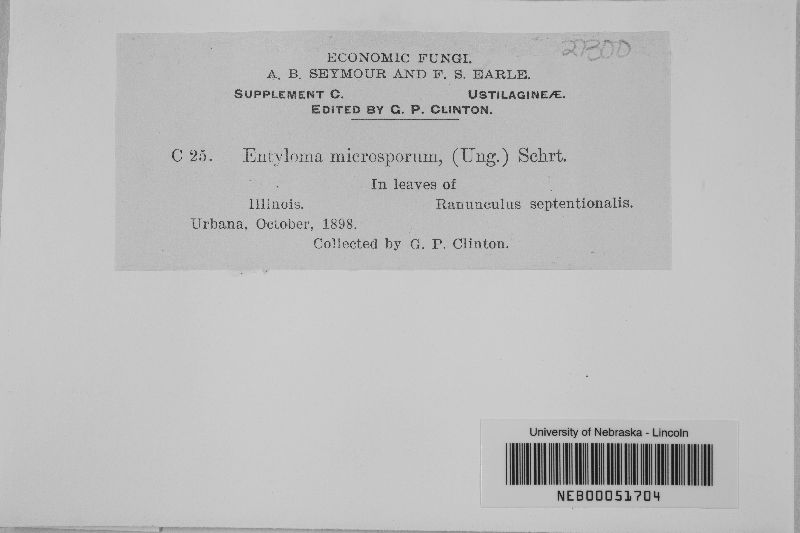 27300
ECONOMIC FUNGI.
A. B. SEYMOUR AND F. S. EARLE.
SUPPLEMENT C. USTILAGINEÆ.
EDITED BY G. P. CLINTON.
C 25. Entyloma microsporum, (Ung.) Schrt.
In leaves of
Illinois. Ranunculus septentionalis.
Urbana, October, 1898.
Collected by G. P. Clinton.
University of Nebraska - Lincoln
NEB00051704